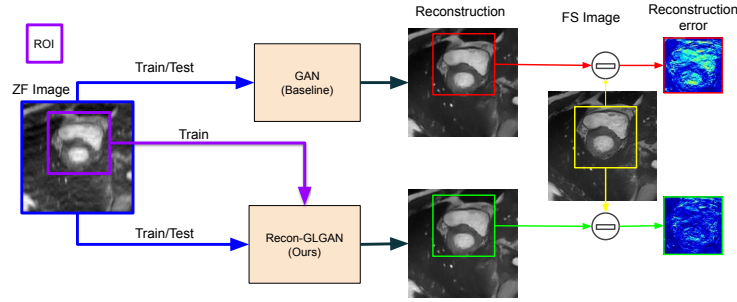 Reconstruction
FS Image
Reconstruction
error
ROI
ZF Image
Train/Test
GAN
(Baseline)
Train
Train/Test
Recon-GLGAN
(Ours)